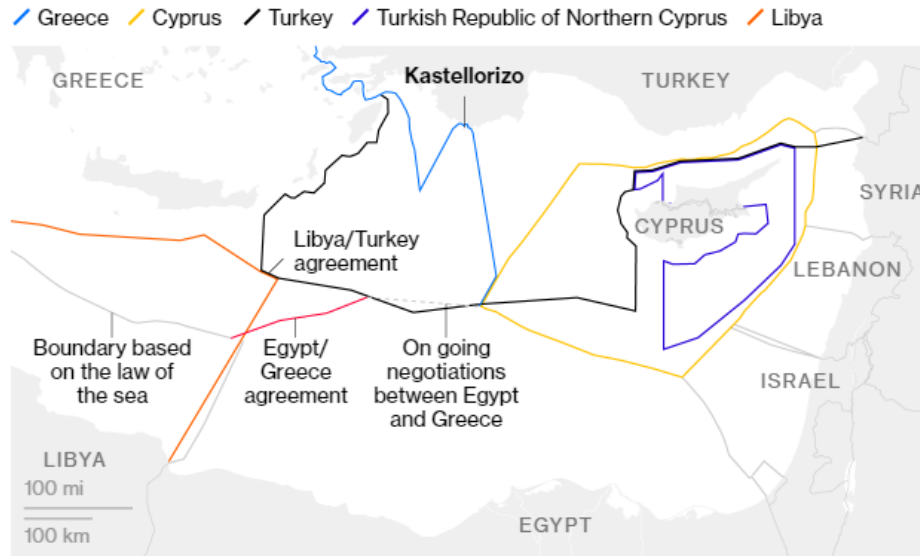 Greece Cyprus Turkey Turkish Republic of Northern Cyprus Libya
GREECE
Kastellorizo
TURKEY
SYRIA
CYPRUS
Libya/Turkey
agreement
LEBANON
Boundary based
on the law of
the sea
Egypt/
Greece
agreement
On going
negotiations
between Egypt
and Greece
ISRAEL
LIBYA
100 mi
100 km
EGYPT